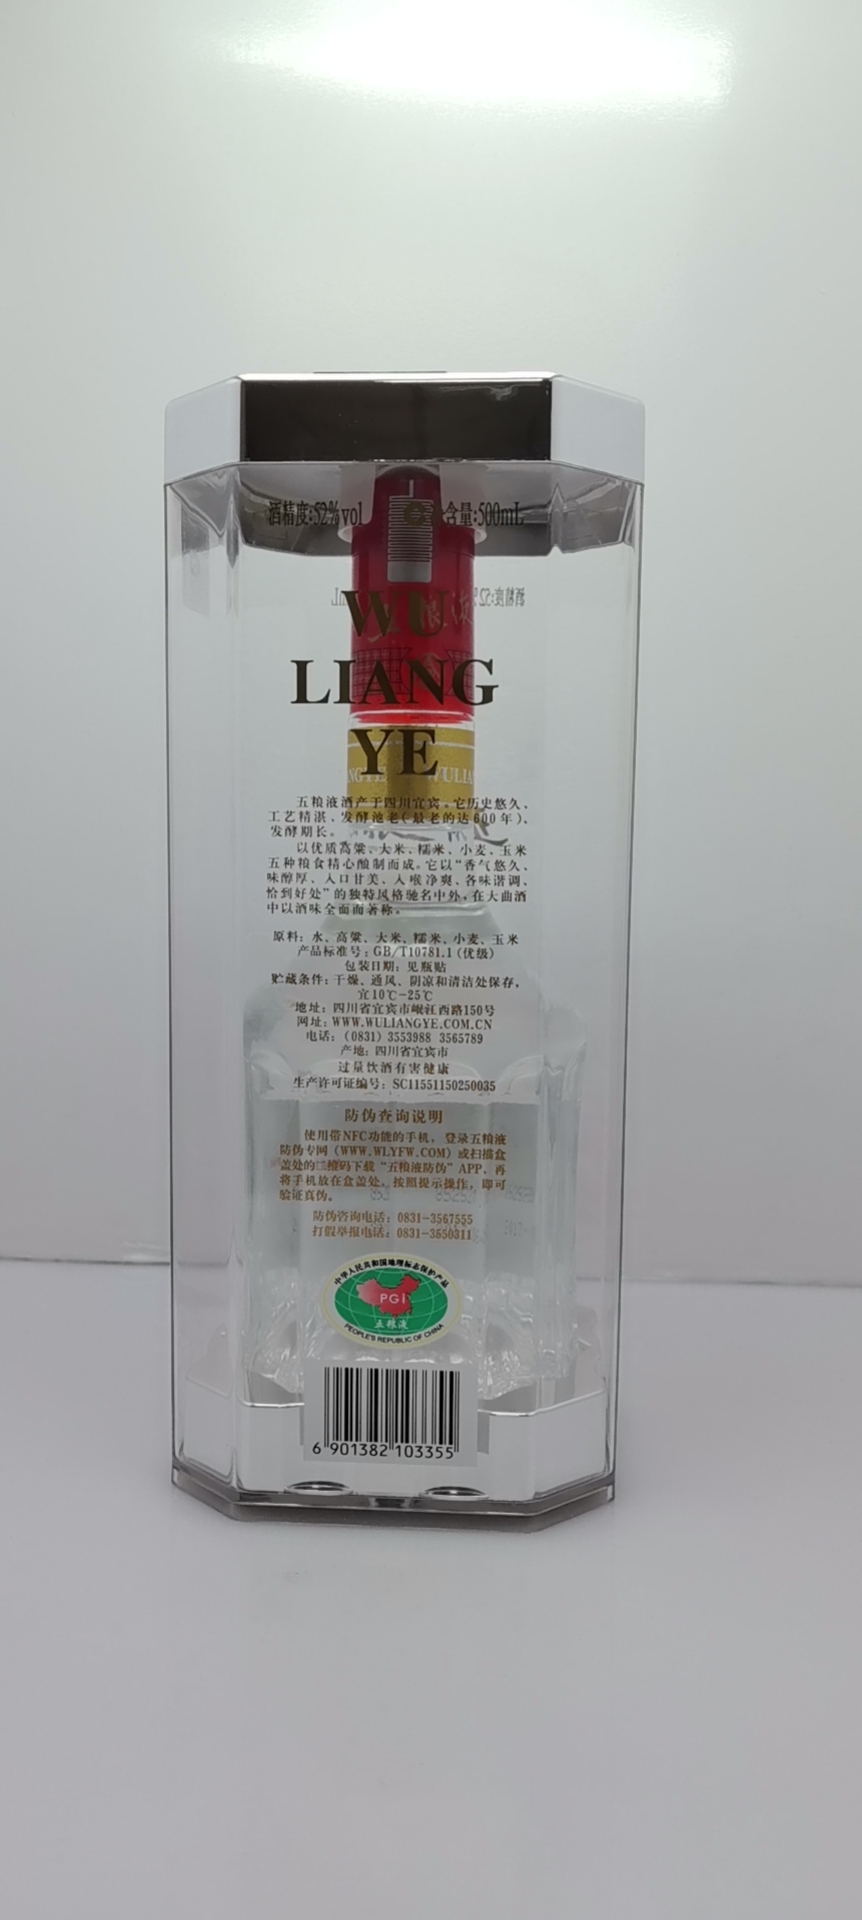 酒精度:52%vol 含量:500mL
WU
LIANG
YE
五粮液酒产于四川宜宾。它历史悠久、
工艺精湛、发酵池老(最老的达600年)、
发酵期长。
以优质高粱、大米、糯米、小麦、玉米
五种粮食精心酿制而成。它以“香气悠久、
味醇厚、入口甘美、入喉净爽、各味谐调、
恰到好处”的独特风格驰名中外,在大曲酒
中以酒味全面而著称。
原料: 水、高粱、大米、糯米、小麦、玉米
产品标准号: GB/T10781.1(优级)
包装日期: 见瓶贴
贮藏条件: 干燥、通风、阴凉和清洁处保存,
宜10℃-25℃
地址: 四川省宜宾市岷江西路150号
网址: WWW.WULIANGYE.COM.CN
电话: (0831) 3553988 3565789
产地: 四川省宜宾市
过量饮酒有害健康
生产许可证编号: SC11551150250035
防伪查询说明
使用带NFC功能的手机, 登录五粮液
防伪专网 (WWW.WLYFW.COM) 或扫描盒
盖处的二维码下载“五粮液防伪”APP、再
将手机放在盒盖处、按照提示操作, 即可
验证真伪。
防伪咨询电话: 0831-3567555
打假举报电话: 0831-3550311
中华人民共和国地理标志保护产品
PGI
五粮液
PEOPLE'S REPUBLIC OF CHINA
6 901382 103355